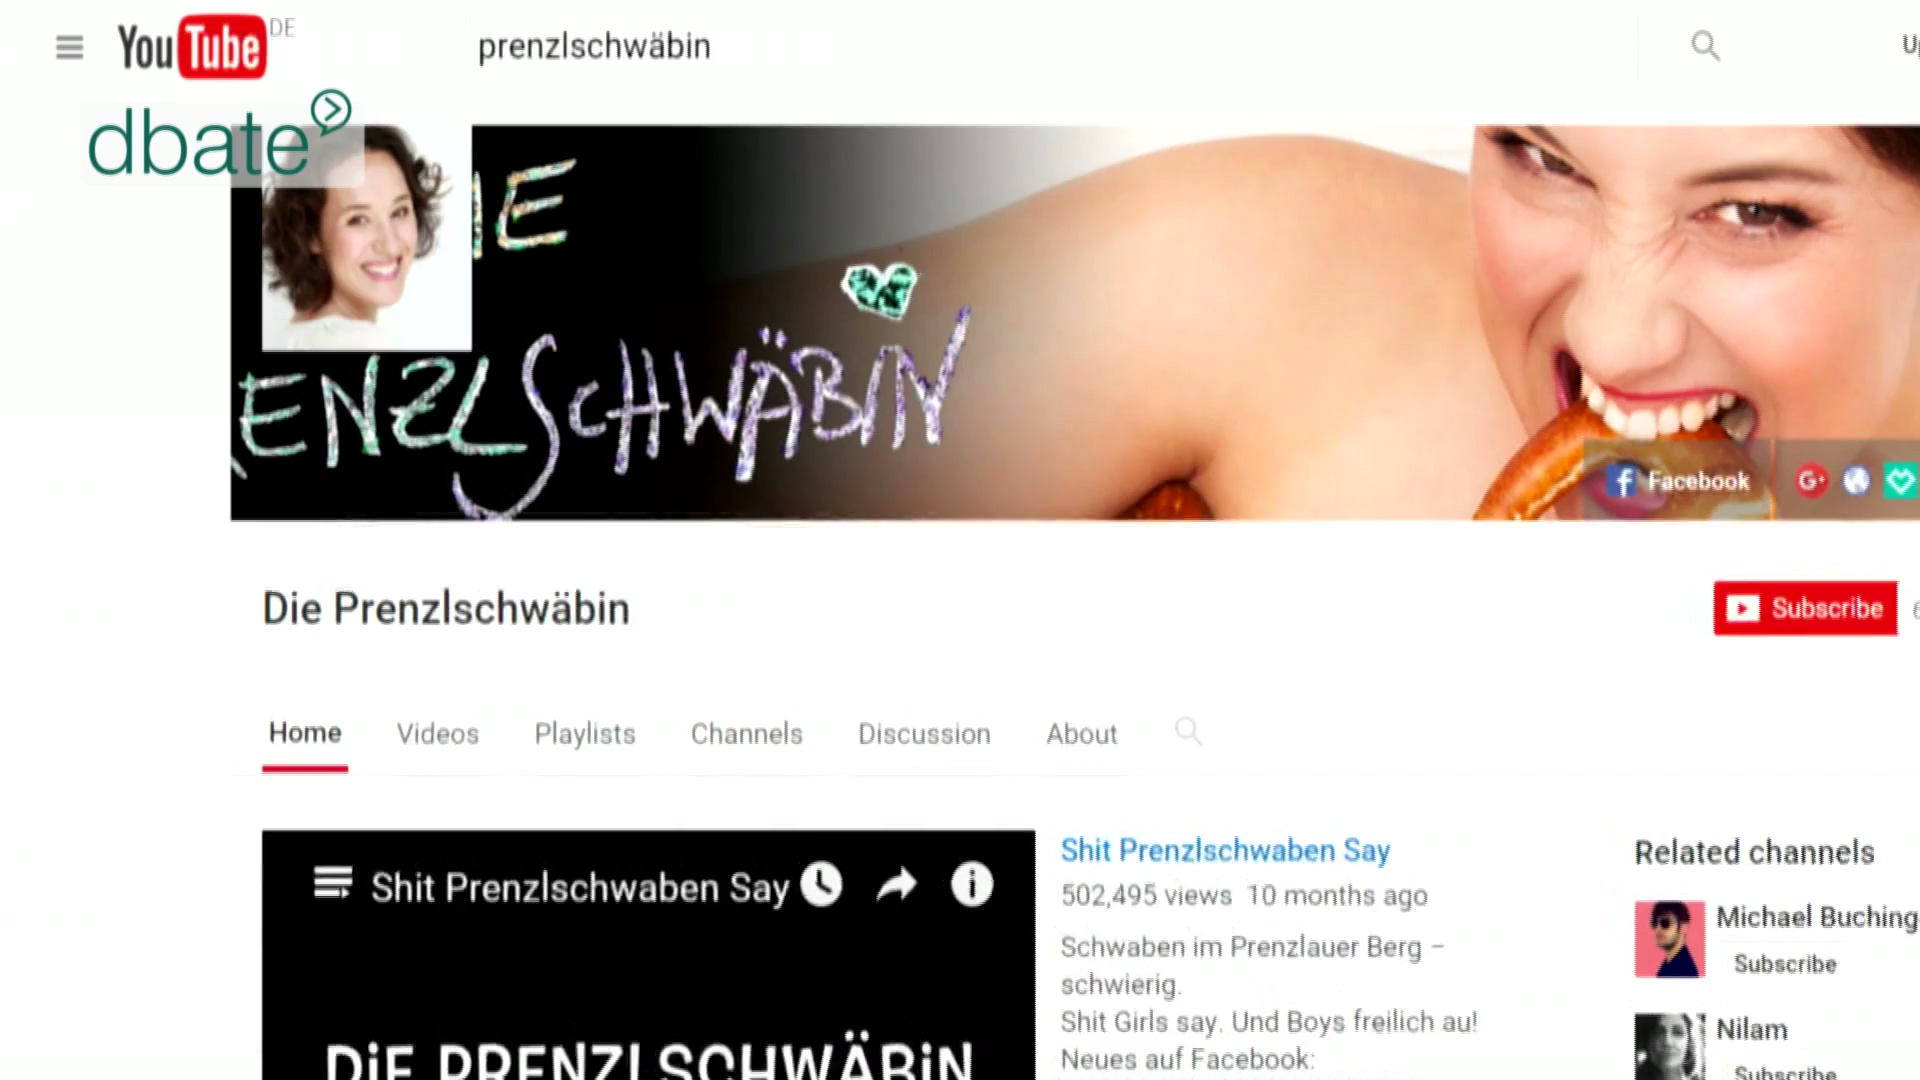 YouTube DE
prenzlschwäbin
Up
dbate
IE
ENZLSCHWÄBIN
Facebook
G+
Die Prenzlschwäbin
Subscribe
Home Videos Playlists Channels Discussion About
Shit Prenzlschwaben Say
DiE PRENZLSCHWÄBiN
Shit Prenzlschwaben Say
502,495 views 10 months ago
Schwaben im Prenzlauer Berg –
schwierig.
Shit Girls say. Und Boys freilich au!
Neues auf Facebook:
Related channels
Michael Buching
Subscribe
Nilam
Subscribe